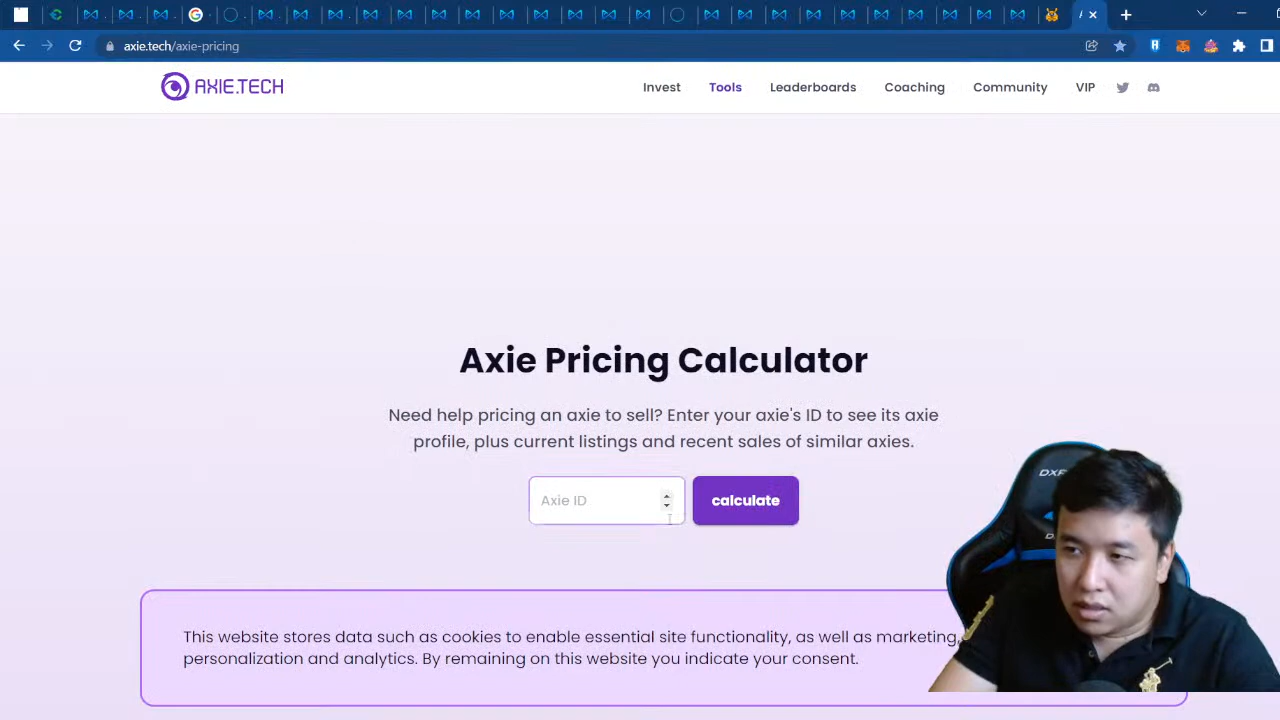 axie.tech/axie-pricing
AXIE.TECH
Invest
Tools
Leaderboards
Coaching
Community
VIP
Axie Pricing Calculator
Need help pricing an axie to sell? Enter your axie's ID to see its axie
profile, plus current listings and recent sales of similar axies.
Axie ID
calculate
This website stores data such as cookies to enable essential site functionality, as well as marketing,
personalization and analytics. By remaining on this website you indicate your consent.